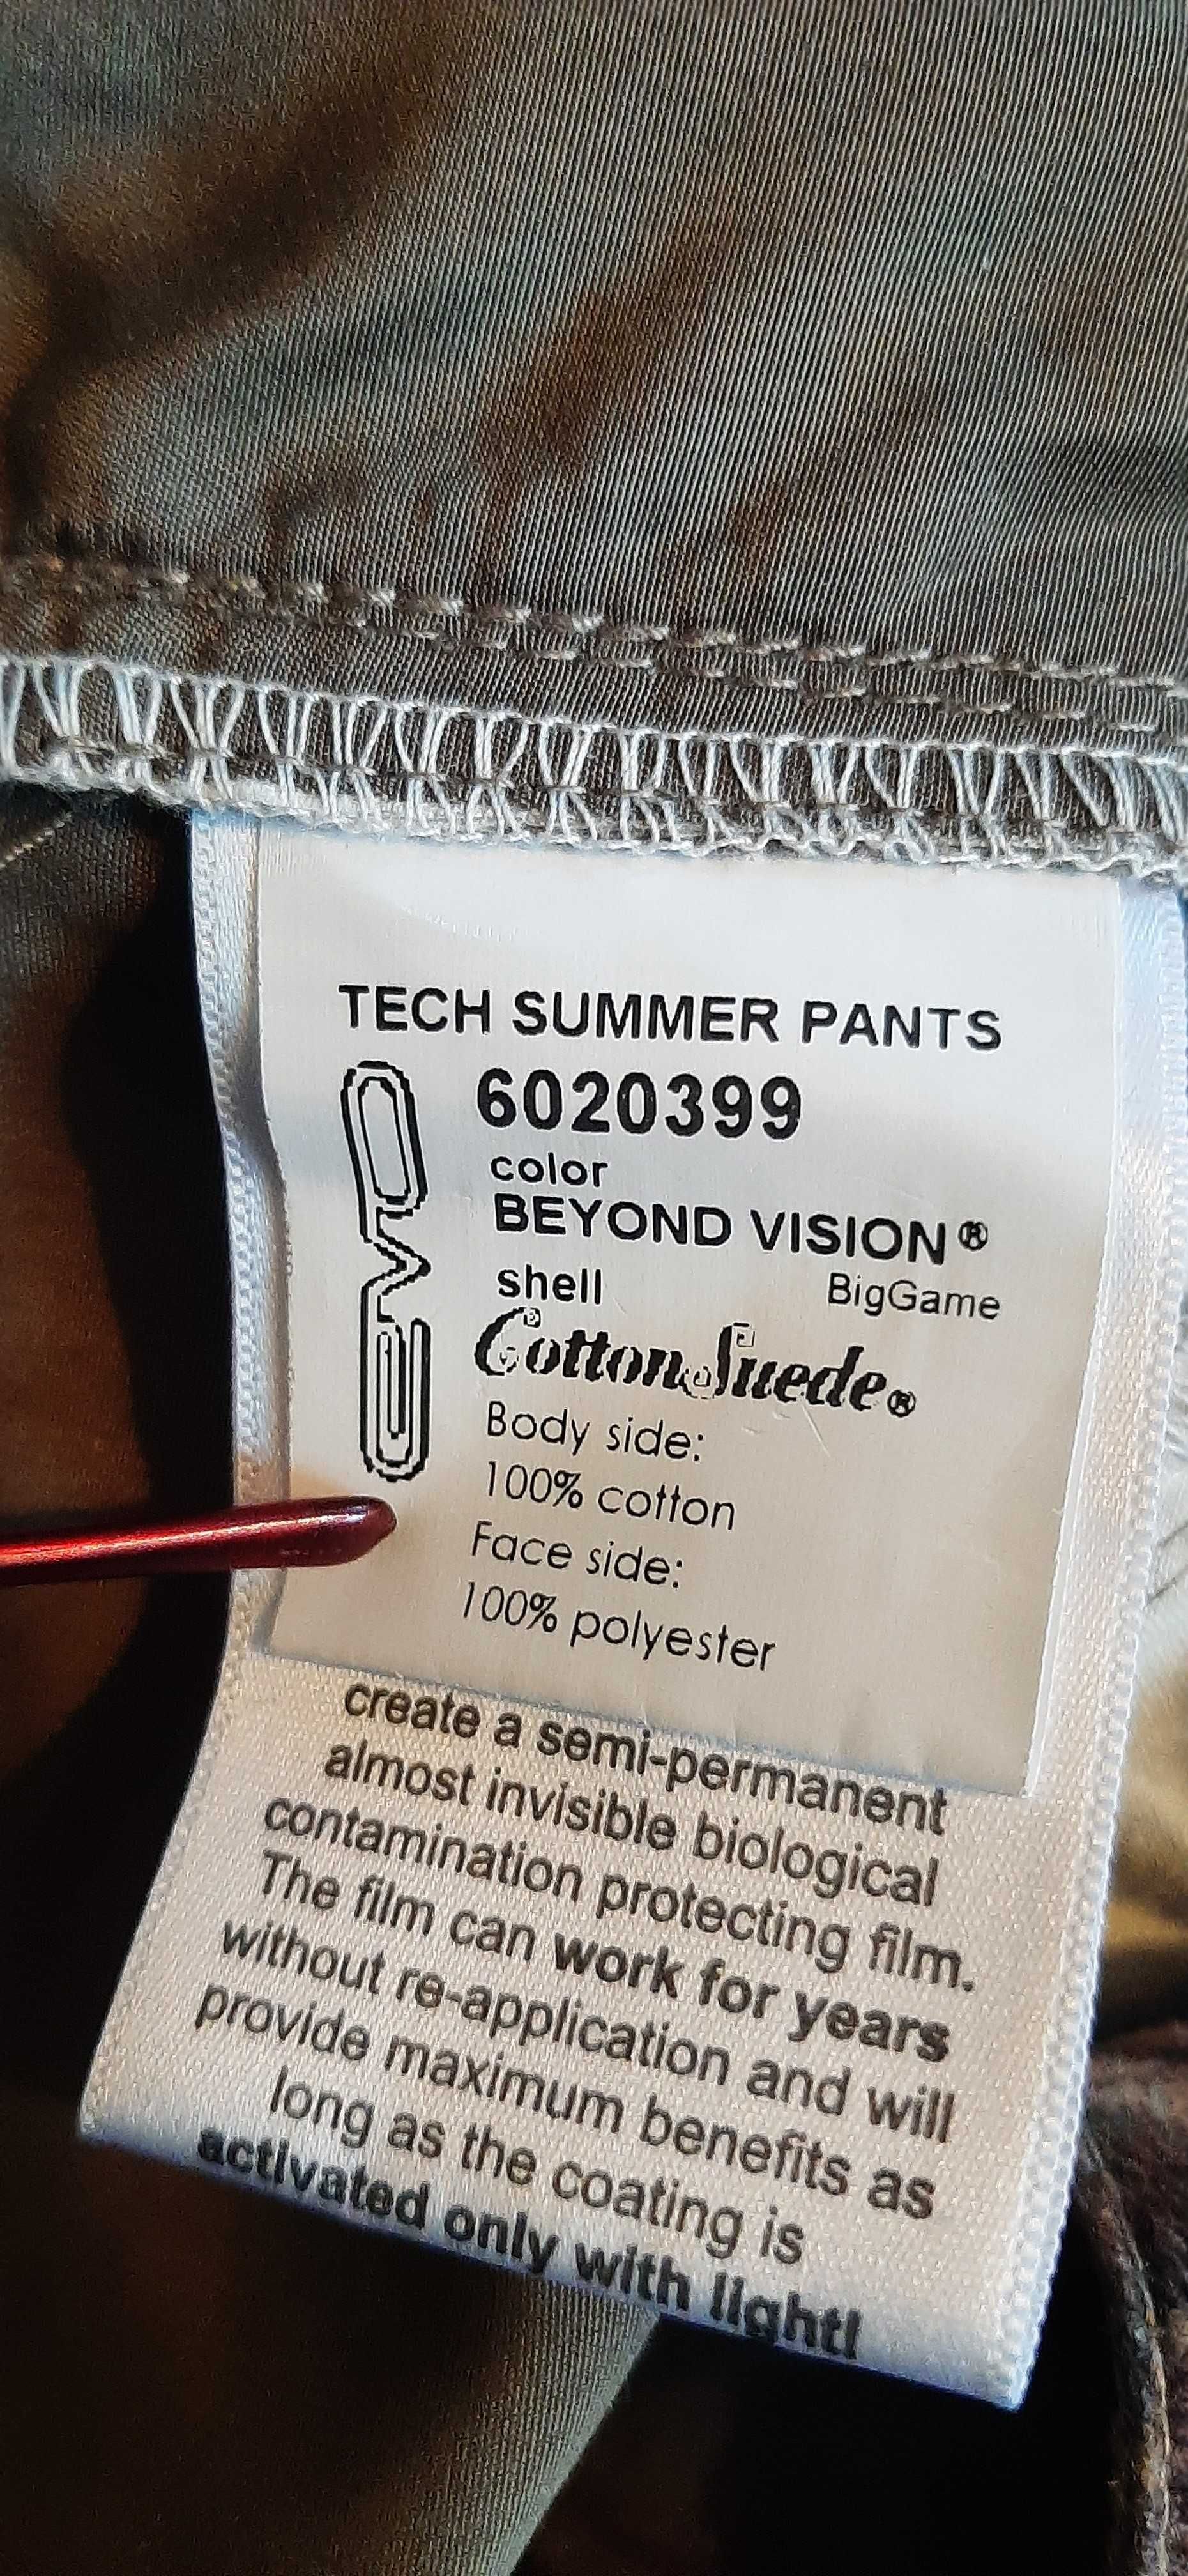 TECH SUMMER PANTS
6020399
color
BEYOND VISION®
BigGame
shell
Cotton Suede®
Body side:
100% cotton
Face side:
100% polyester
create a semi-permanent
almost invisible biological
contamination protecting film.
The film can work for years
without re-application and will
provide maximum benefits as
long as the coating is
activated only with light!